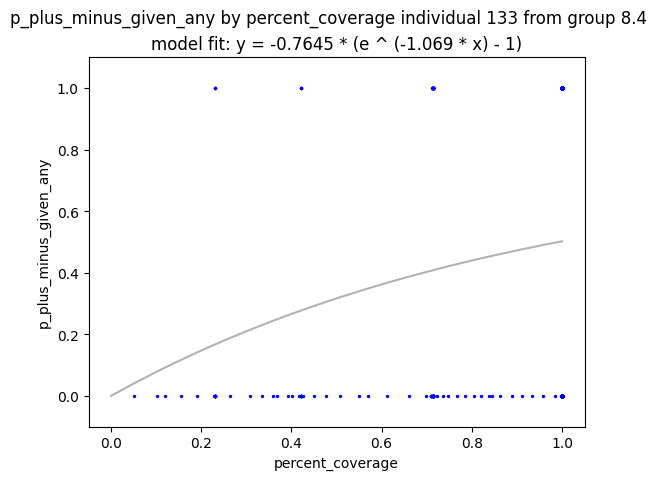 p_plus_minus_given_any by percent_coverage individual 133 from group 8.4
model fit: y = -0.7645 * (e ^ (-1.069 * x) - 1)
1.0
0.8
0.6
0.4
0.2
0.0
p_plus_minus_given_any
0.0 0.2 0.4 0.6 0.8 1.0
percent_coverage